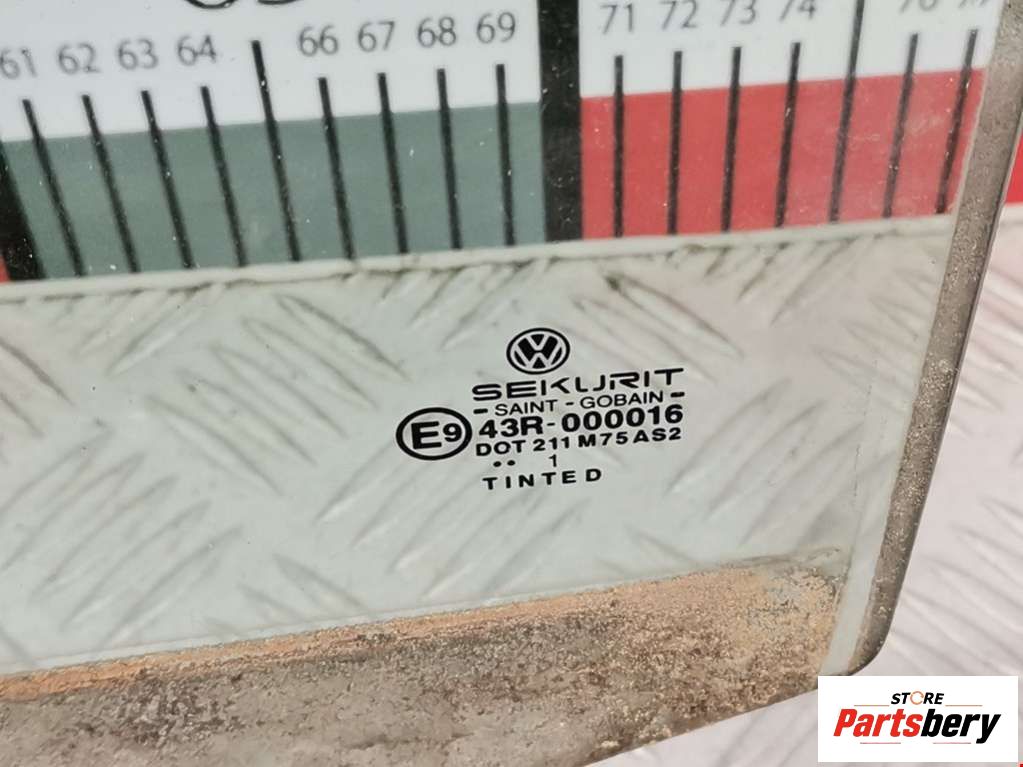 61 62 63 64 66 67 68 69 71 72 73 74
SEKURIT
- SAINT - GOBAIN -
E9 43R-000016
DOT 211 M75 AS2
.. 1
TINTED
STORE
Partsbery